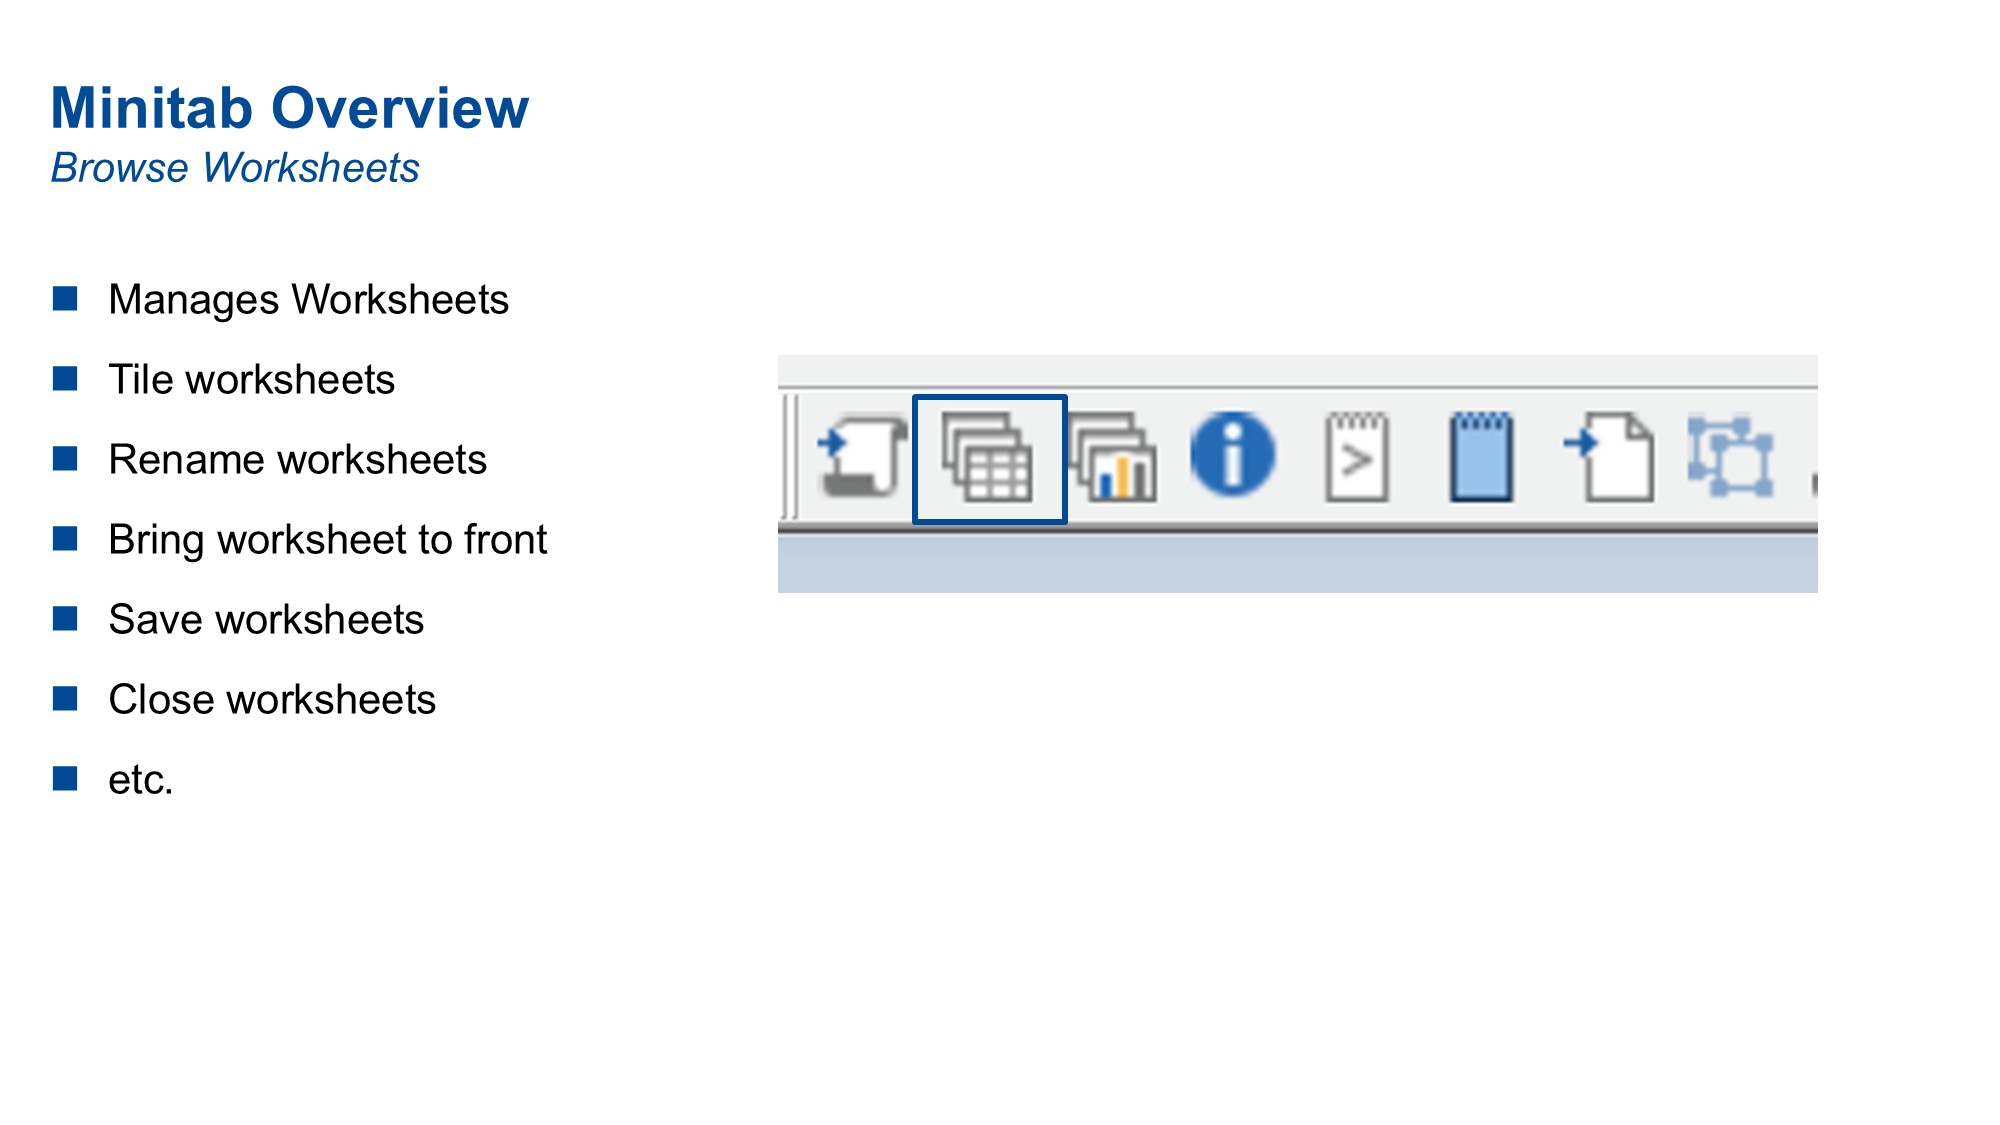 Minitab Overview
Browse Worksheets
Manages Worksheets
Tile worksheets
Rename worksheets
Bring worksheet to front
Save worksheets
Close worksheets
etc.